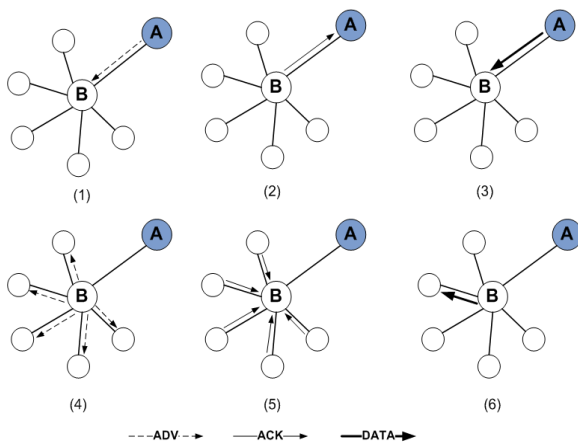 A A A
B B B
(1) (2) (3)
A A A
B B B
(4) (5) (6)
ADV ACK DATA